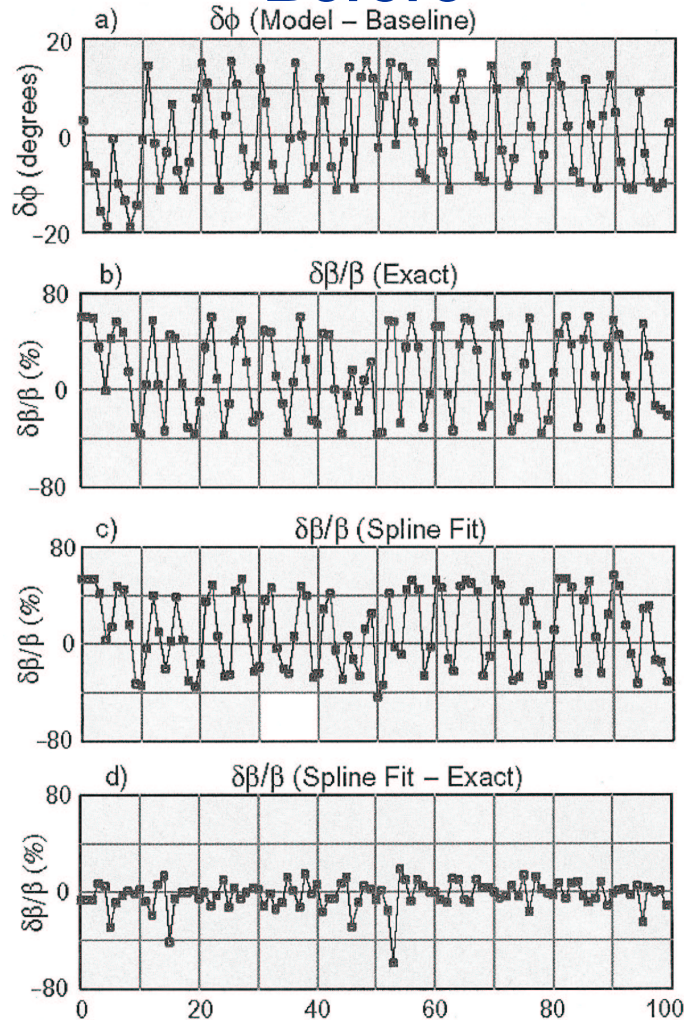 a) δϕ (Model – Baseline)
20
0
–20
δϕ (degrees)
b) δβ/β (Exact)
80
0
–80
δβ/β (%)
c) δβ/β (Spline Fit)
80
0
–80
δβ/β (%)
d) δβ/β (Spline Fit – Exact)
80
0
–80
δβ/β (%)
0 20 40 60 80 100